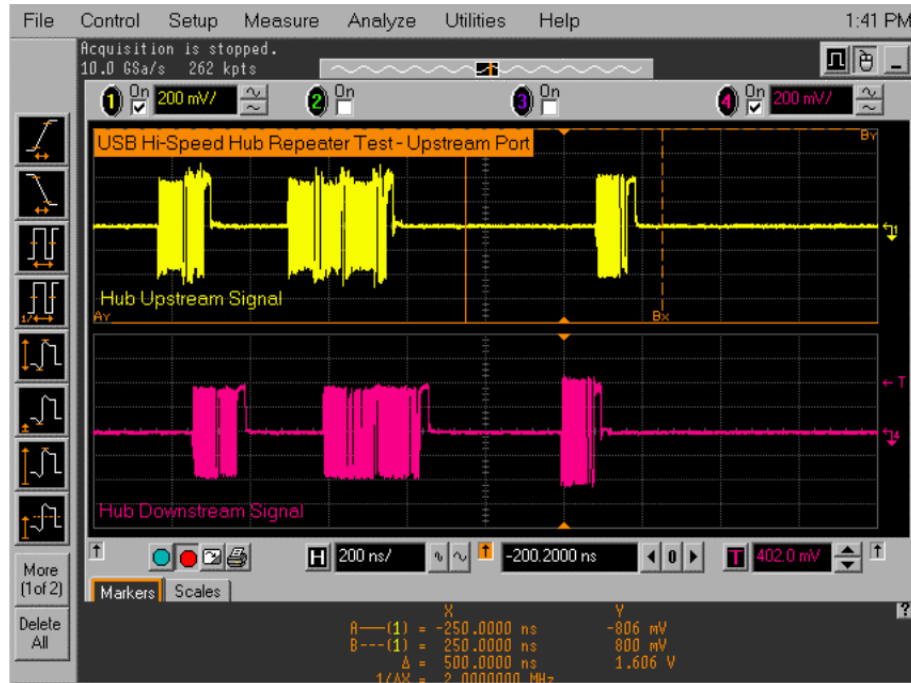 File Control Setup Measure Analyze Utilities Help 1:41 PM
Acquisition is stopped.
10.0 GSa/s 262 kpts
1 On 200 mV/ 2 On 3 On 4 On 200 mV/
USB Hi-Speed Hub Repeater Test - Upstream Port
By
1
Hub Upstream Signal
Ay Bx
T
4
Hub Downstream Signal
H 200 ns/ -200.2000 ns 0 T 402.0 mV
More
(1 of 2)
Markers Scales
Delete
All
X Y ?
A———(1) = -250.0000 ns -806 mV
B---(1) = 250.0000 ns 800 mV
Δ = 500.0000 ns 1.606 V
1/ΔX = 2.0000000 MHz